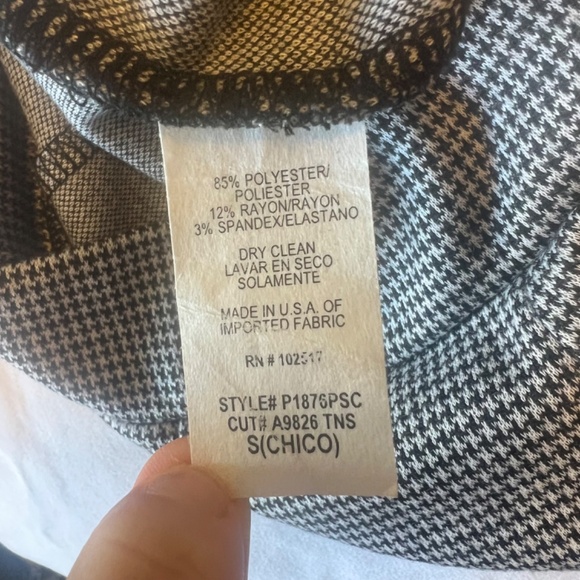 85% POLYESTER/
POLIESTER
12% RAYON/RAYON
3% SPANDEX/ELASTANO
DRY CLEAN
LAVAR EN SECO
SOLAMENTE
MADE IN U.S.A. OF
IMPORTED FABRIC
RN # 102517
STYLE# P1876PSC
CUT# A9826 TNS
S(CHICO)